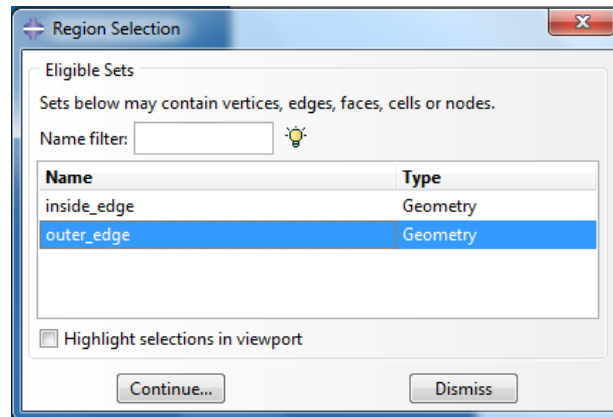 Region Selection
Eligible Sets
Sets below may contain vertices, edges, faces, cells or nodes.
Name filter:
Name Type
inside_edge Geometry
outer_edge Geometry
Highlight selections in viewport
Continue... Dismiss